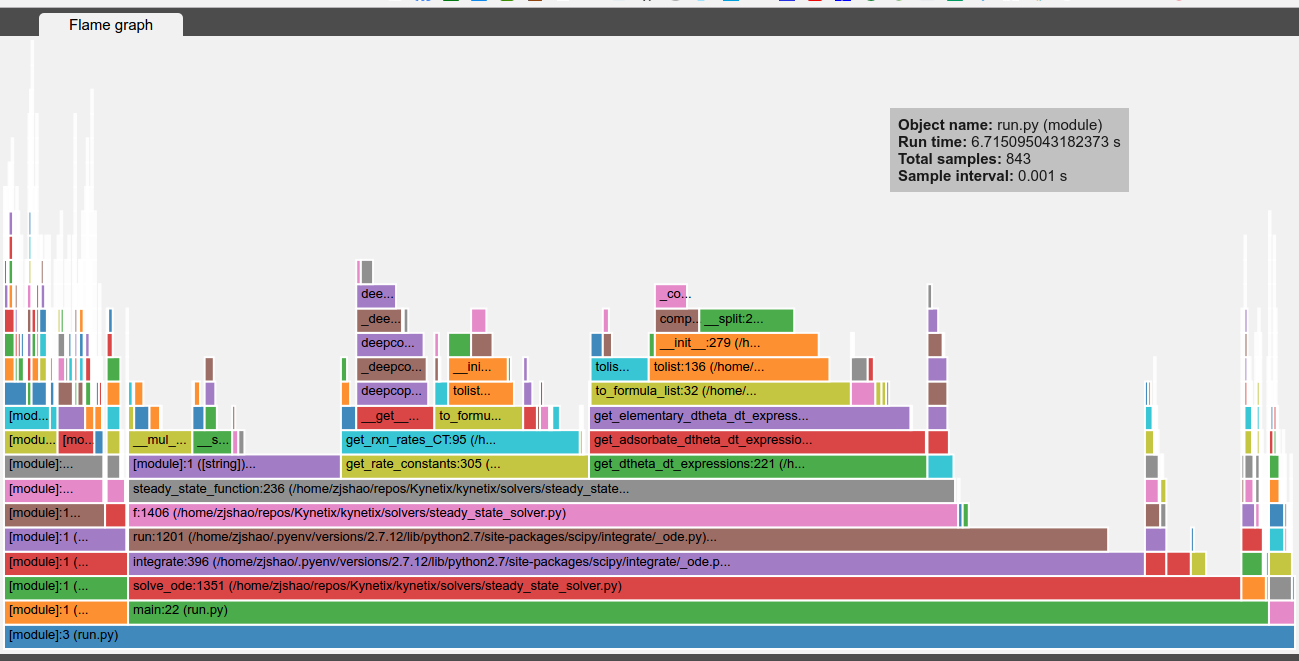 Flame graph
Object name: run.py (module)
Run time: 6.715095043182373 s
Total samples: 843
Sample interval: 0.001 s
dee...
_co...
_dee...
comp...
__split:2...
deepco...
__init__:279 (/h...
_deepco...
__ini...
tolis...
tolist:136 (/home/...
deepcop...
tolist...
to_formula_list:32 (/home/...
[mod...
__get__...
to_formu...
get_elementary_dtheta_dt_express...
[modu...
[mo...
__mul_...
__s...
get_rxn_rates_CT:95 (/h...
get_adsorbate_dtheta_dt_expressio...
[module]:...
[module]:1 ([string])...
get_rate_constants:305 (...
get_dtheta_dt_expressions:221 (/h...
[module]:...
steady_state_function:236 (/home/zjshao/repos/Kynetix/kynetix/solvers/steady_state...
[module]:1...
f:1406 (/home/zjshao/repos/Kynetix/kynetix/solvers/steady_state_solver.py)
[module]:1 (...
run:1201 (/home/zjshao/.pyenv/versions/2.7.12/lib/python2.7/site-packages/scipy/integrate/_ode.py)...
[module]:1 (...
integrate:396 (/home/zjshao/.pyenv/versions/2.7.12/lib/python2.7/site-packages/scipy/integrate/_ode.p...
[module]:1 (...
solve_ode:1351 (/home/zjshao/repos/Kynetix/kynetix/solvers/steady_state_solver.py)
[module]:1 (...
main:22 (run.py)
[module]:3 (run.py)